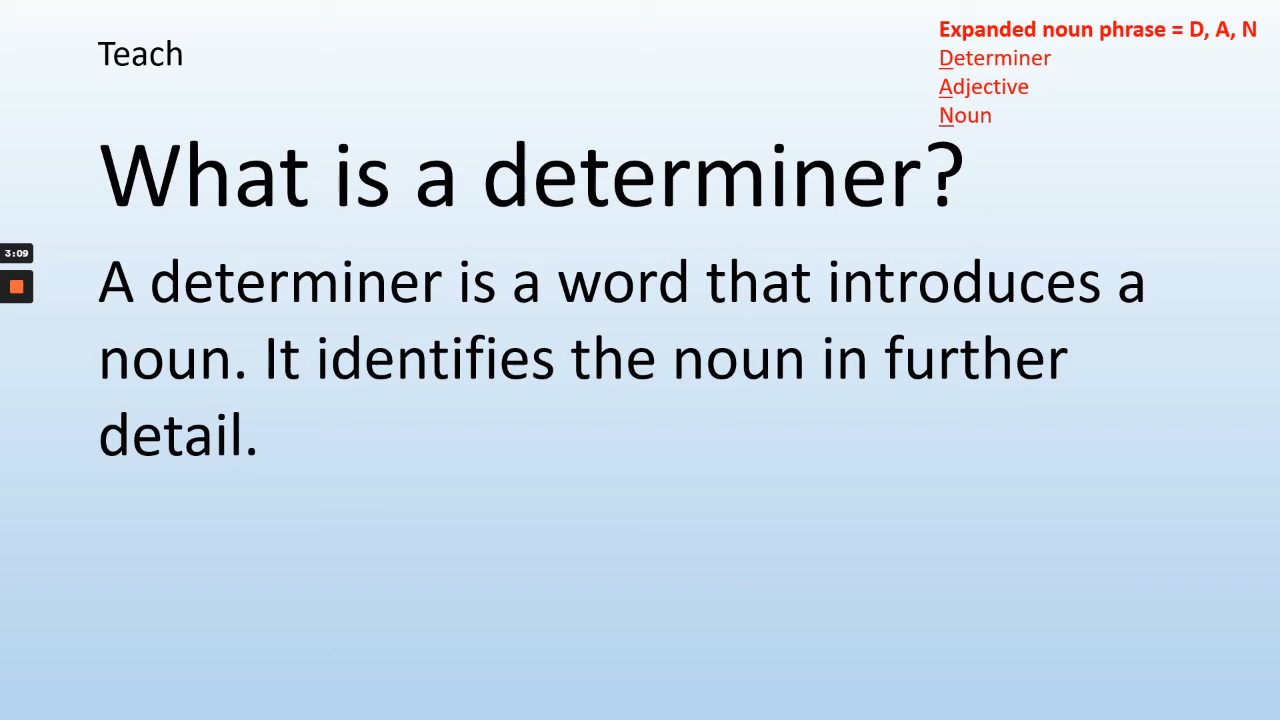 Teach
Expanded noun phrase = D, A, N
Determiner
Adjective
Noun
What is a determiner?
3:09
A determiner is a word that introduces a
noun. It identifies the noun in further
detail.